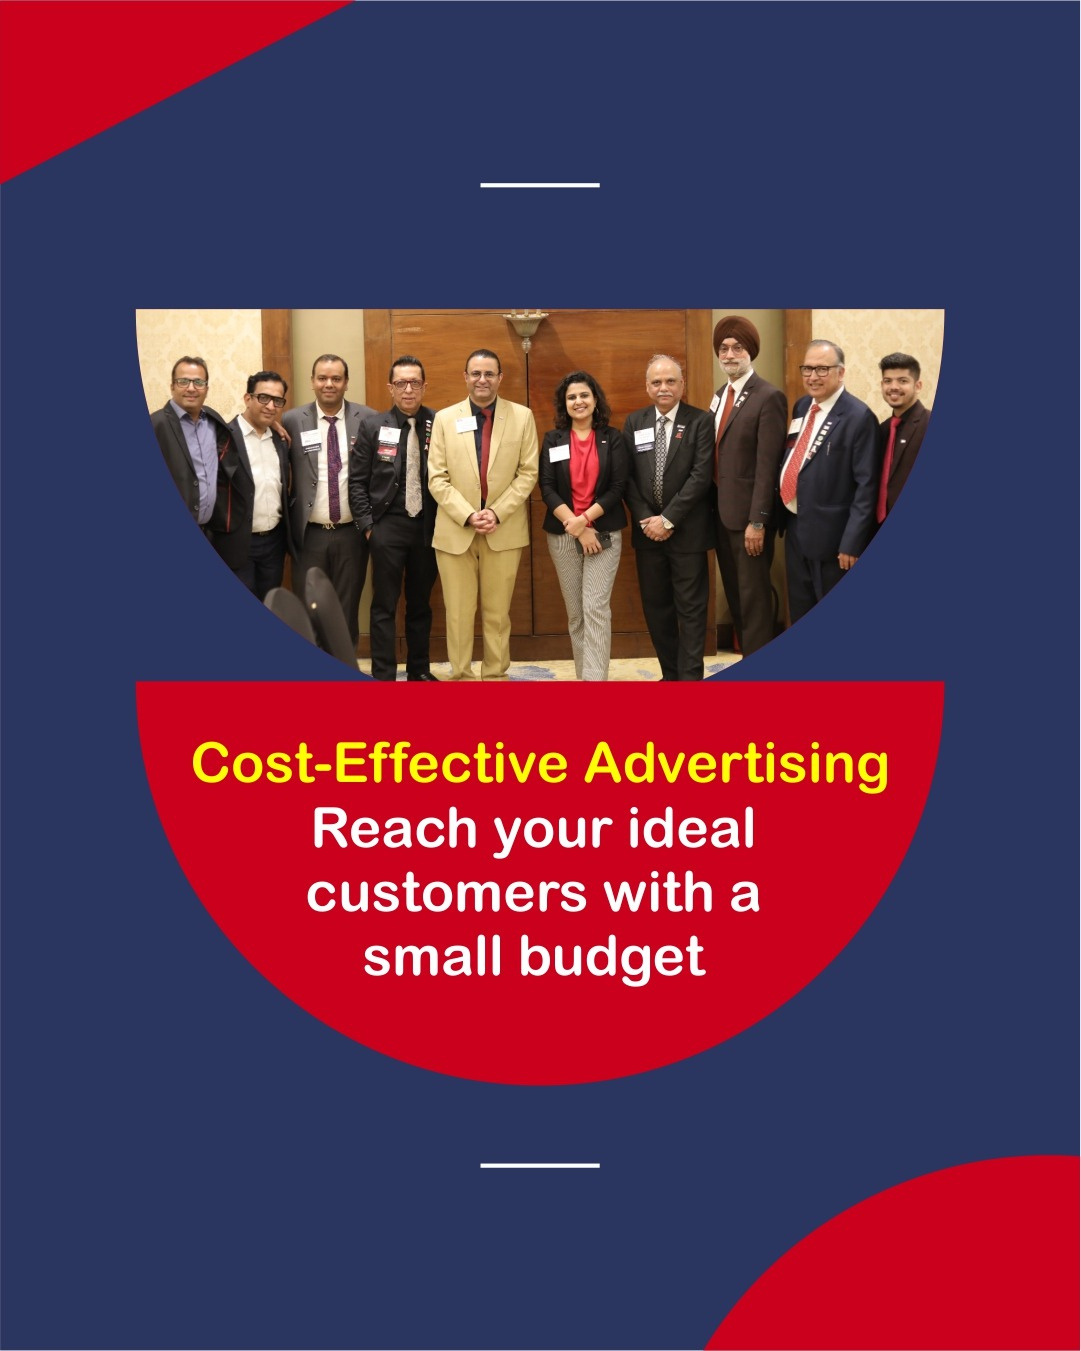 Cost-Effective Advertising
Reach your ideal
customers with a
small budget